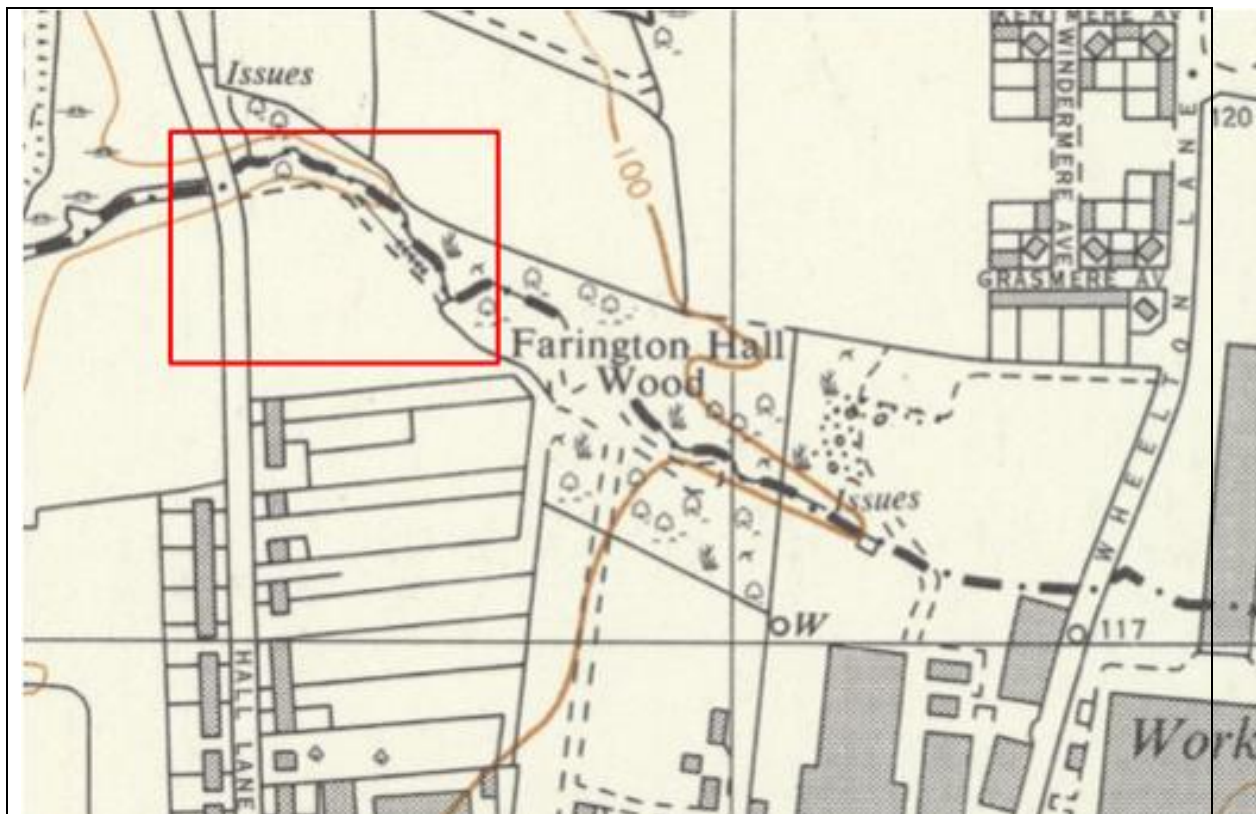 KENTMERE AV
Issues
WINDERMERE AVE
120
100
GRASMERE AV
Farington Hall
Wood
WHEELTON LANE
Issues
W
117
HALL LANE
Work